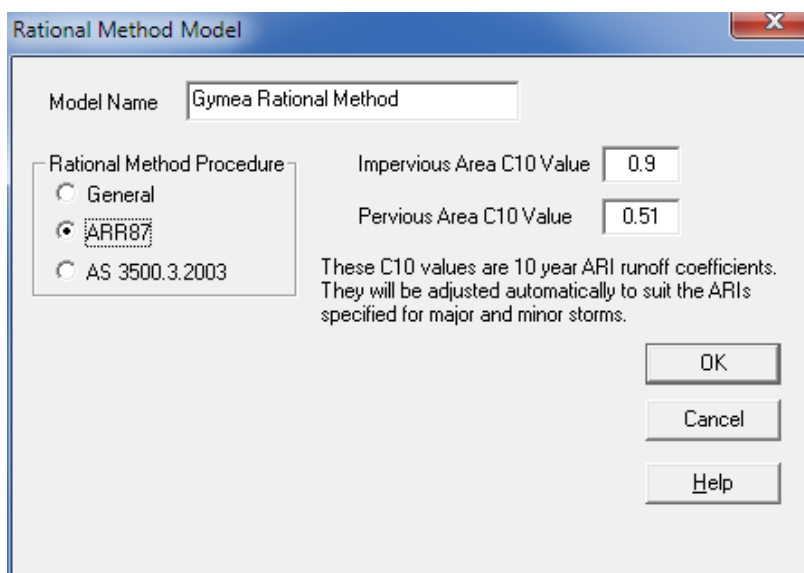 Rational Method Model
X
Model Name
Gymea Rational Method
Rational Method Procedure
General
ARR87
AS 3500.3.2003
Impervious Area C10 Value
0.9
Pervious Area C10 Value
0.51
These C10 values are 10 year ARI runoff coefficients.
They will be adjusted automatically to suit the ARIs
specified for major and minor storms.
OK
Cancel
Help